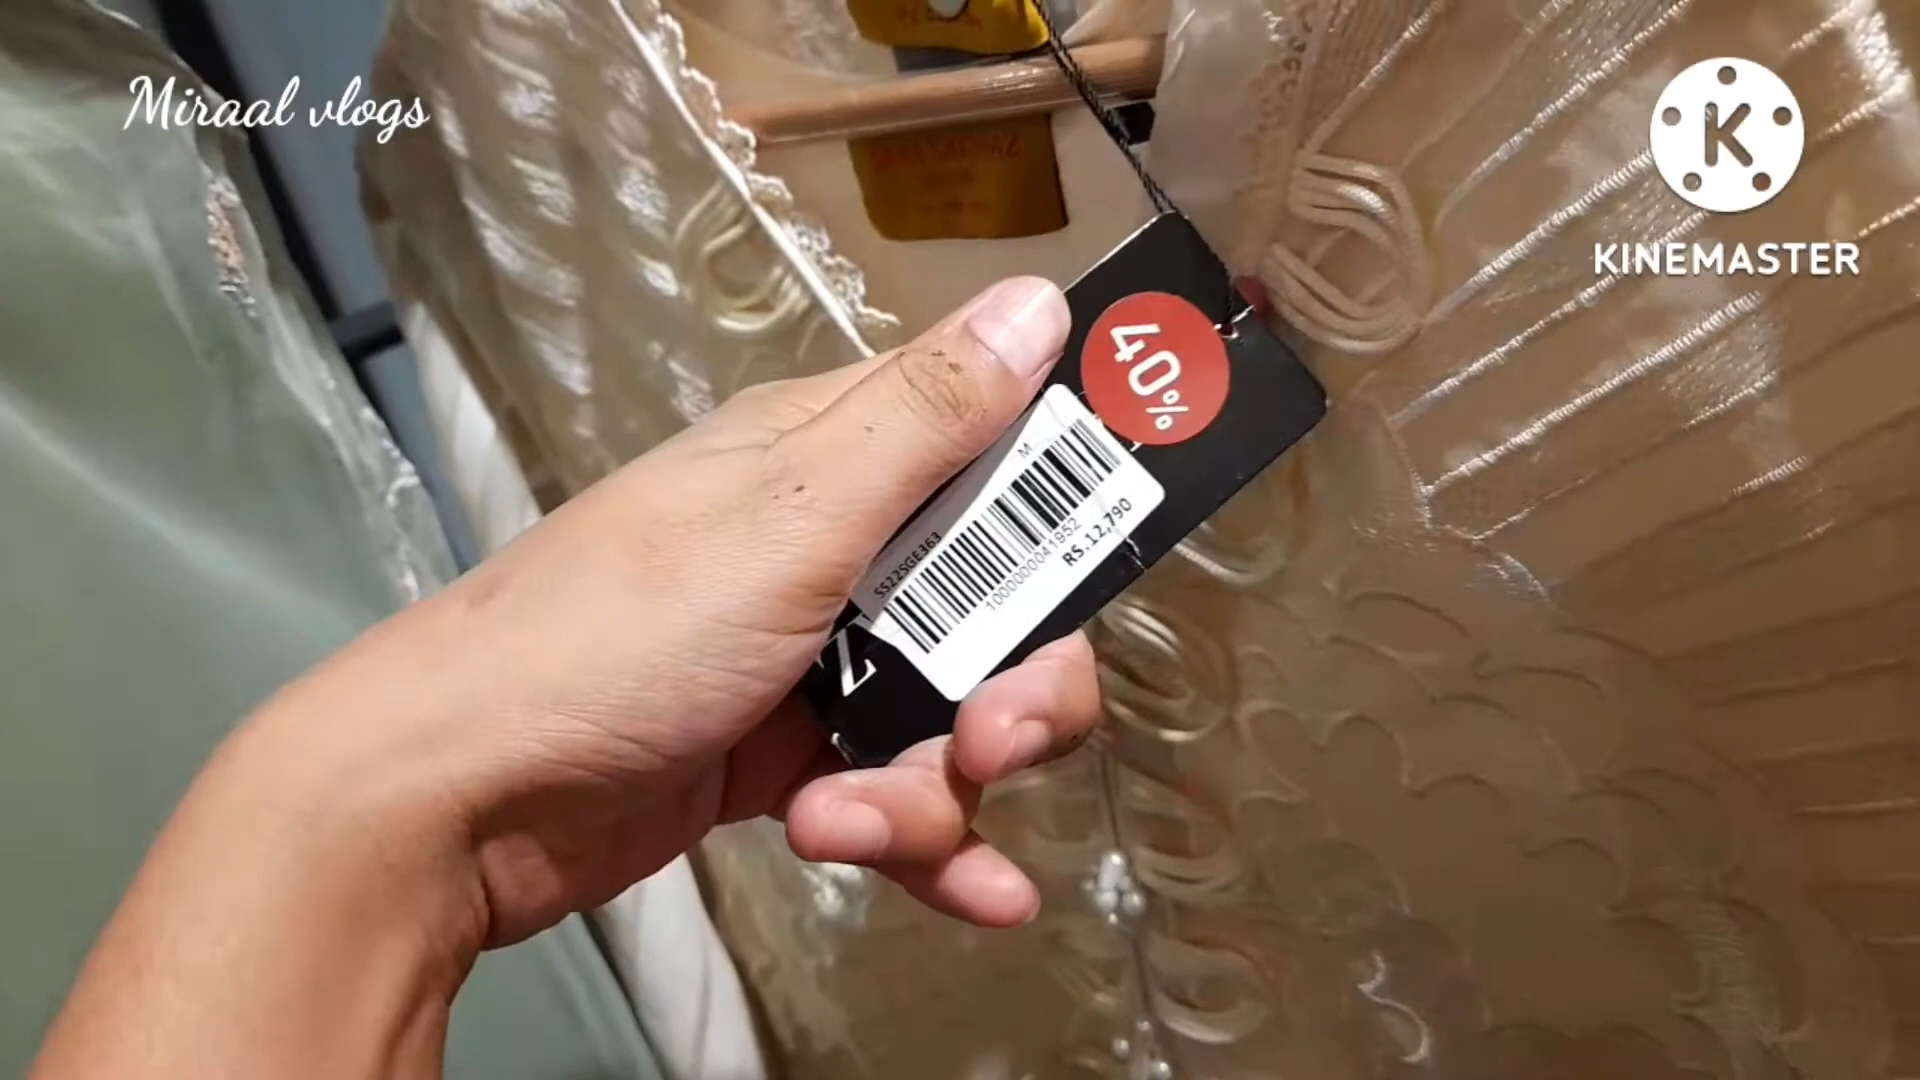 Miraal vlogs
K
KINEMASTER
40%
M
SS22SGE363
1000000041952
RS.12,790
Z